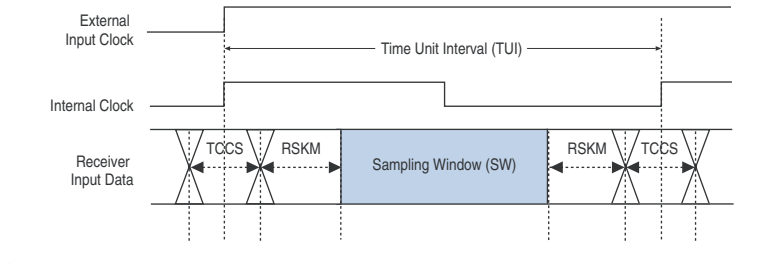 External
Input Clock
Time Unit Interval (TUI)
Internal Clock
Receiver
Input Data
TCCS
RSKM
Sampling Window (SW)
RSKM
TCCS